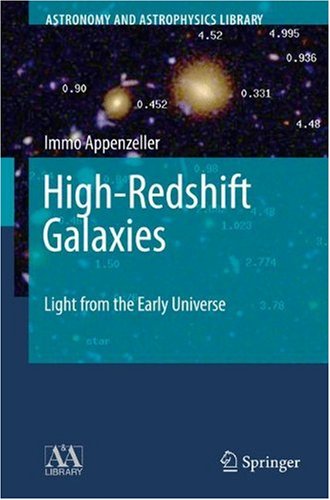 ASTRONOMY AND ASTROPHYSICS LIBRARY
4.52
4.995
0.936
0.90
0.452
0.331
4.48
Immo Appenzeller
High-Redshift
Galaxies
1.023
1.50
2.774
Light from the Early Universe
3.78
star
A&A
LIBRARY
Springer